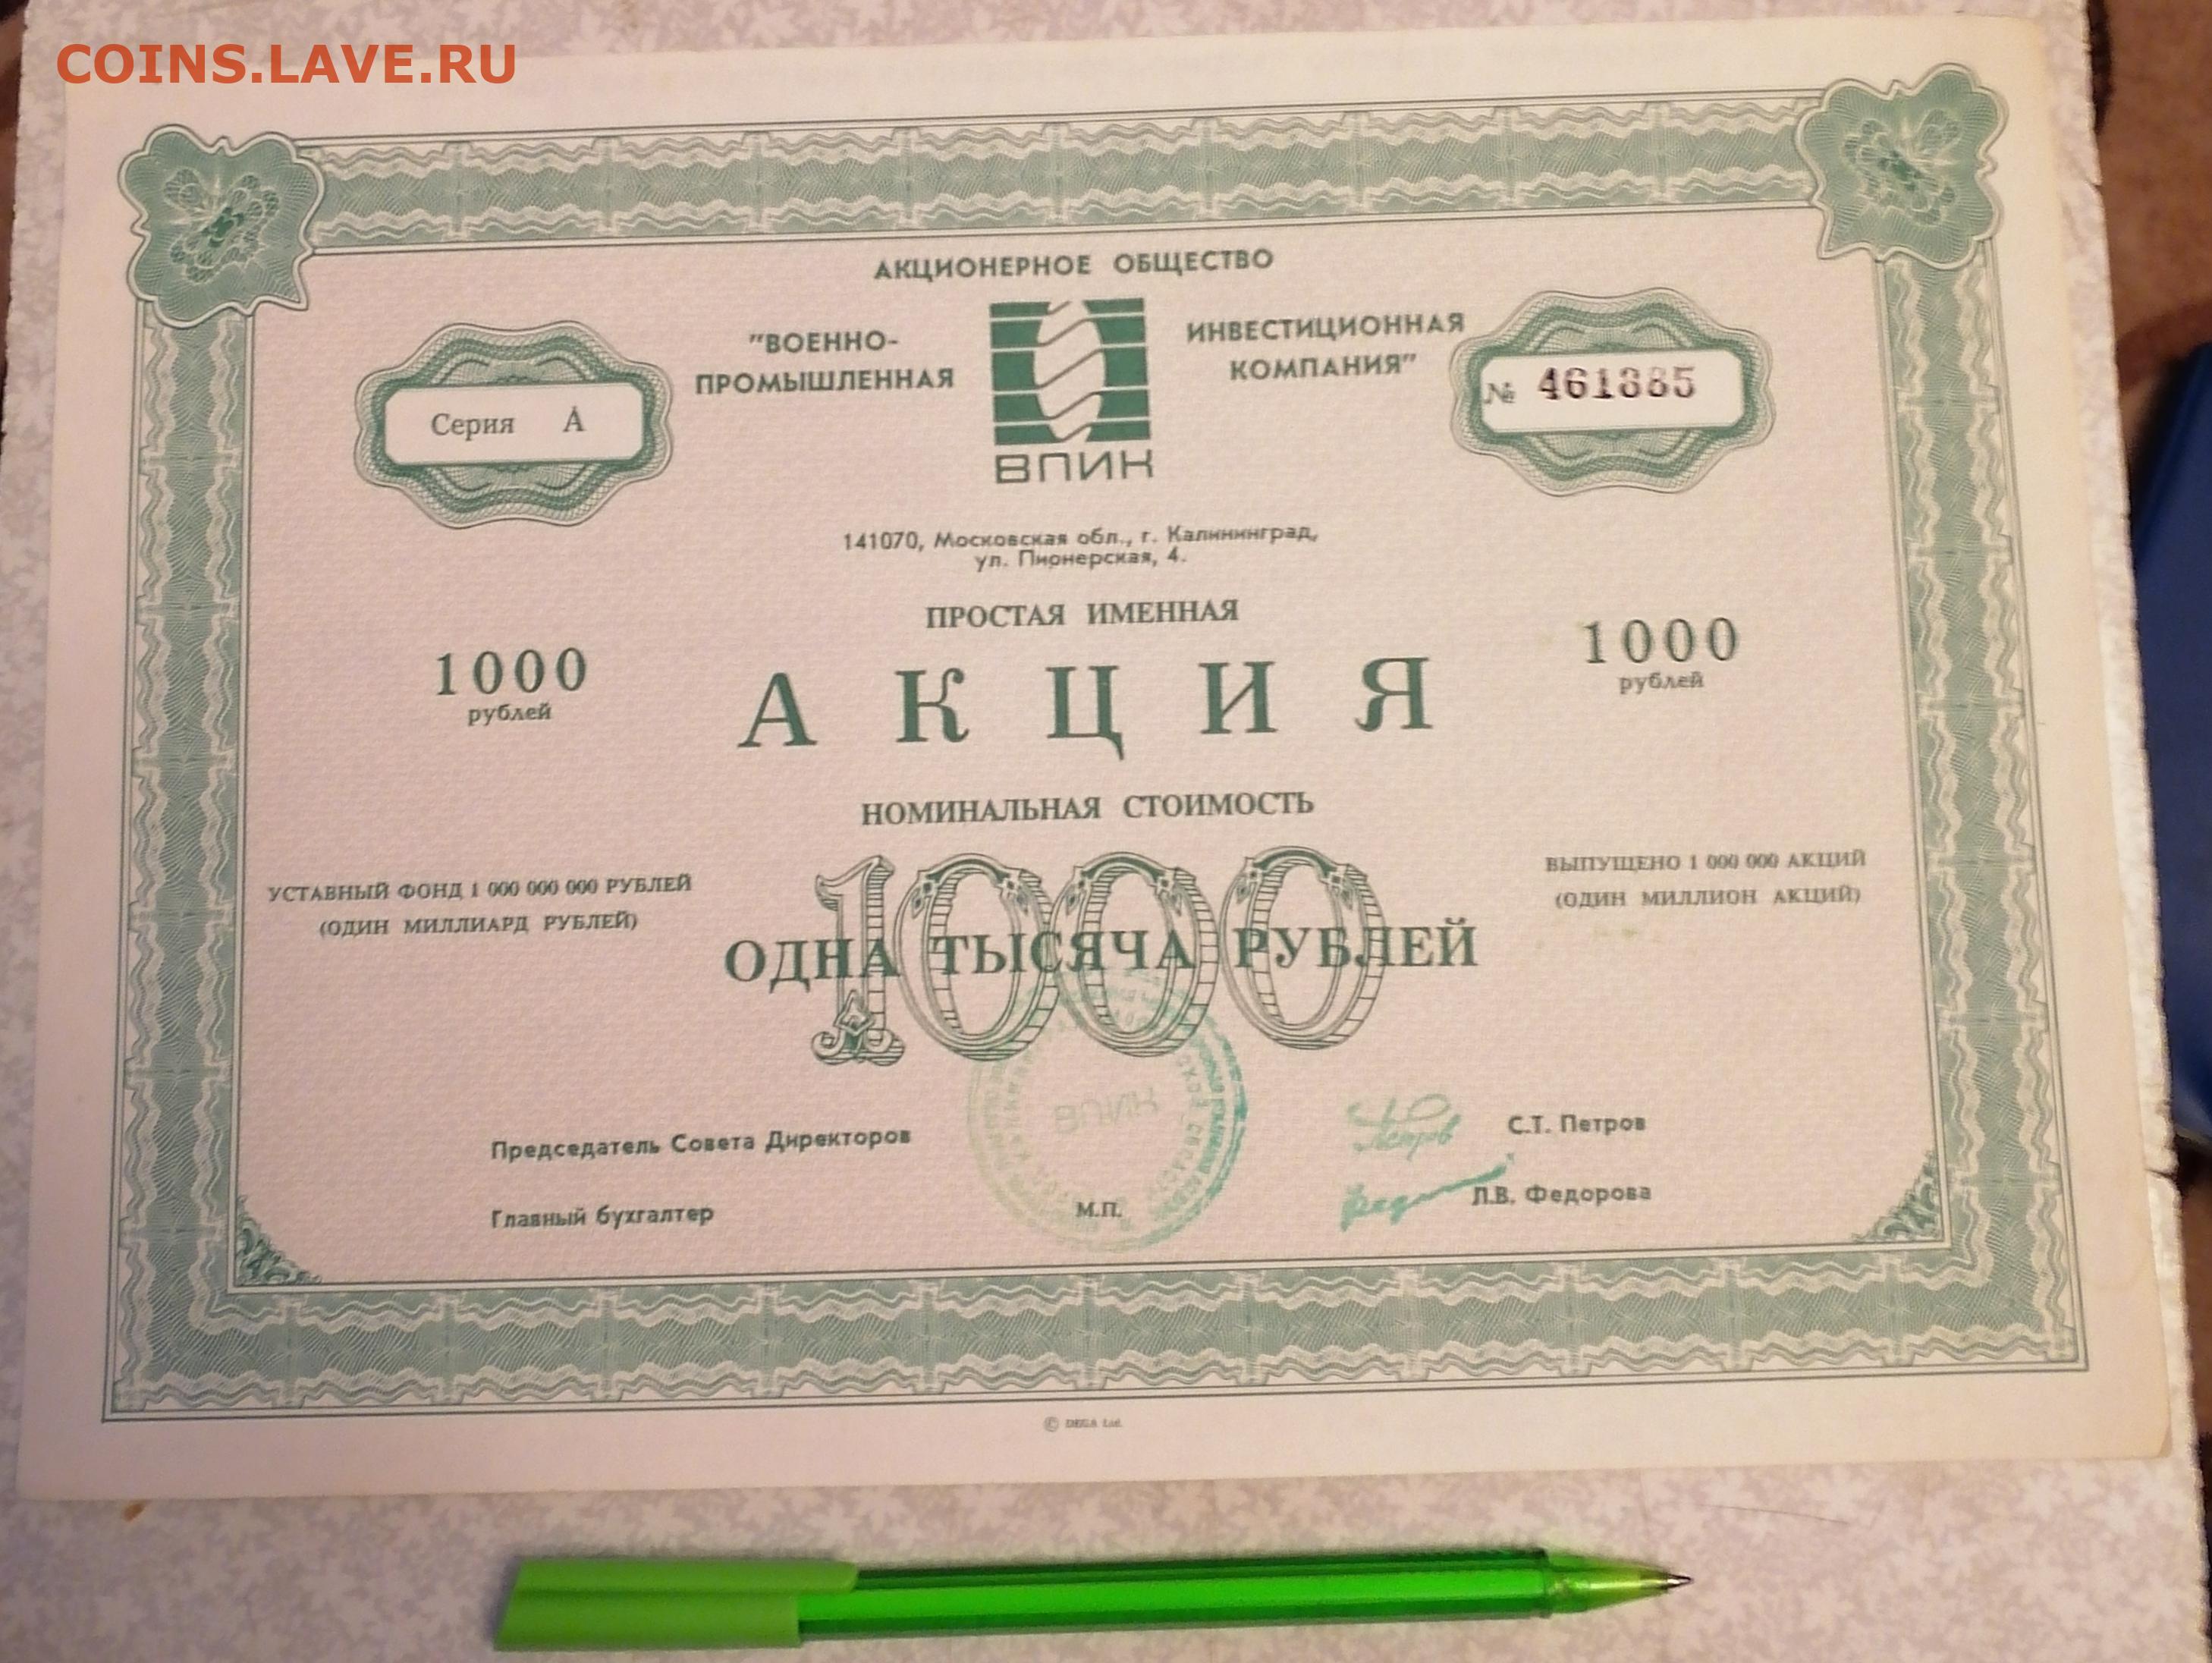 COINS.LAVE.RU
АКЦИОНЕРНОЕ ОБЩЕСТВО
"ВОЕННО-
ПРОМЫШЛЕННАЯ
ИНВЕСТИЦИОННАЯ
КОМПАНИЯ"
ВПИК
Серия А
№ 461885
141070, Московская обл., г. Калининград,
ул. Пионерская, 4.
ПРОСТАЯ ИМЕННАЯ
1000
рублей
АКЦИЯ
1000
рублей
НОМИНАЛЬНАЯ СТОИМОСТЬ
УСТАВНЫЙ ФОНД 1 000 000 000 РУБЛЕЙ
(ОДИН МИЛЛИАРД РУБЛЕЙ)
1000
ОДНА ТЫСЯЧА РУБЛЕЙ
ВЫПУЩЕНО 1 000 000 АКЦИЙ
(ОДИН МИЛЛИОН АКЦИЙ)
ВПИК
Председатель Совета Директоров
Петров
С.Т. Петров
Главный бухгалтер
М.П.
Л.В. Федорова
© DEGA Ltd.